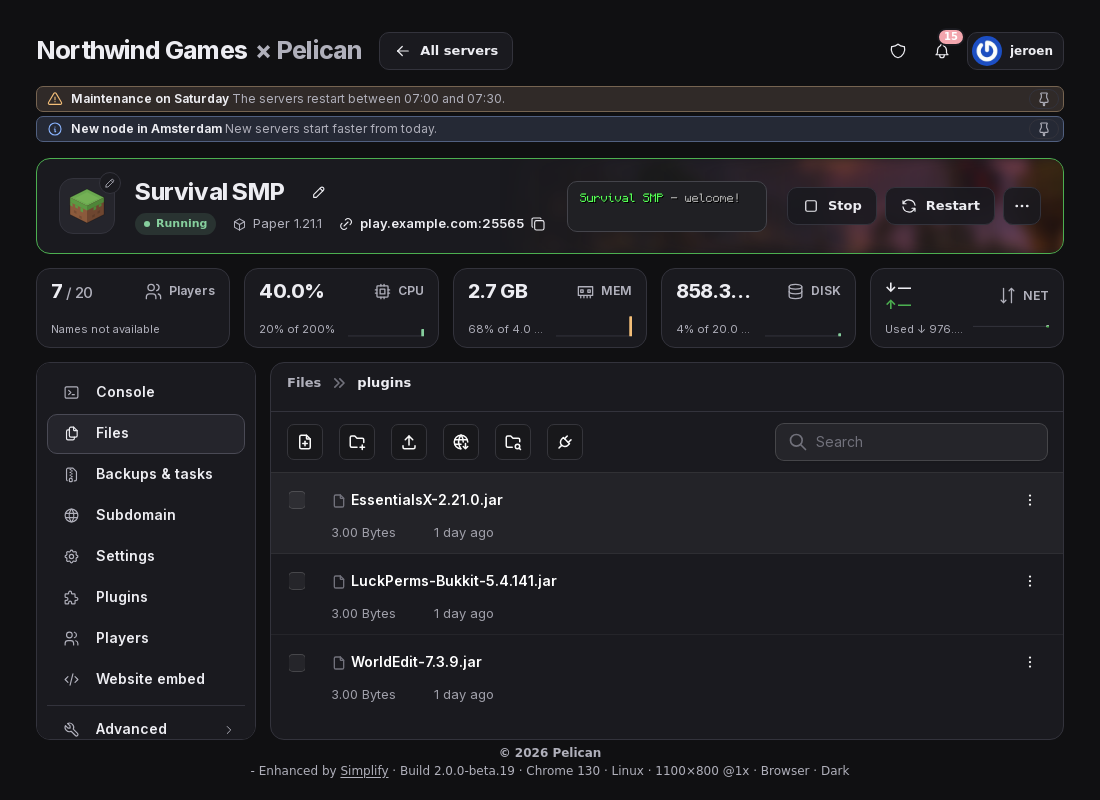 Northwind Games × Pelican
All servers
15
jeroen
Maintenance on Saturday The servers restart between 07:00 and 07:30.
New node in Amsterdam New servers start faster from today.
Survival SMP
Running
Paper 1.21.1
play.example.com:25565
Survival SMP — welcome!
Stop
Restart
7 / 20
Players
Names not available
40.0%
CPU
20% of 200%
2.7 GB
MEM
68% of 4.0 ...
858.3...
DISK
4% of 20.0 ...
↓—
↑—
NET
Used ↓ 976....
Console
Files
Backups & tasks
Subdomain
Settings
Plugins
Players
Website embed
Advanced
Files » plugins
Search
EssentialsX-2.21.0.jar
3.00 Bytes 1 day ago
LuckPerms-Bukkit-5.4.141.jar
3.00 Bytes 1 day ago
WorldEdit-7.3.9.jar
3.00 Bytes 1 day ago
© 2026 Pelican
- Enhanced by Simplify · Build 2.0.0-beta.19 · Chrome 130 · Linux · 1100×800 @1x · Browser · Dark